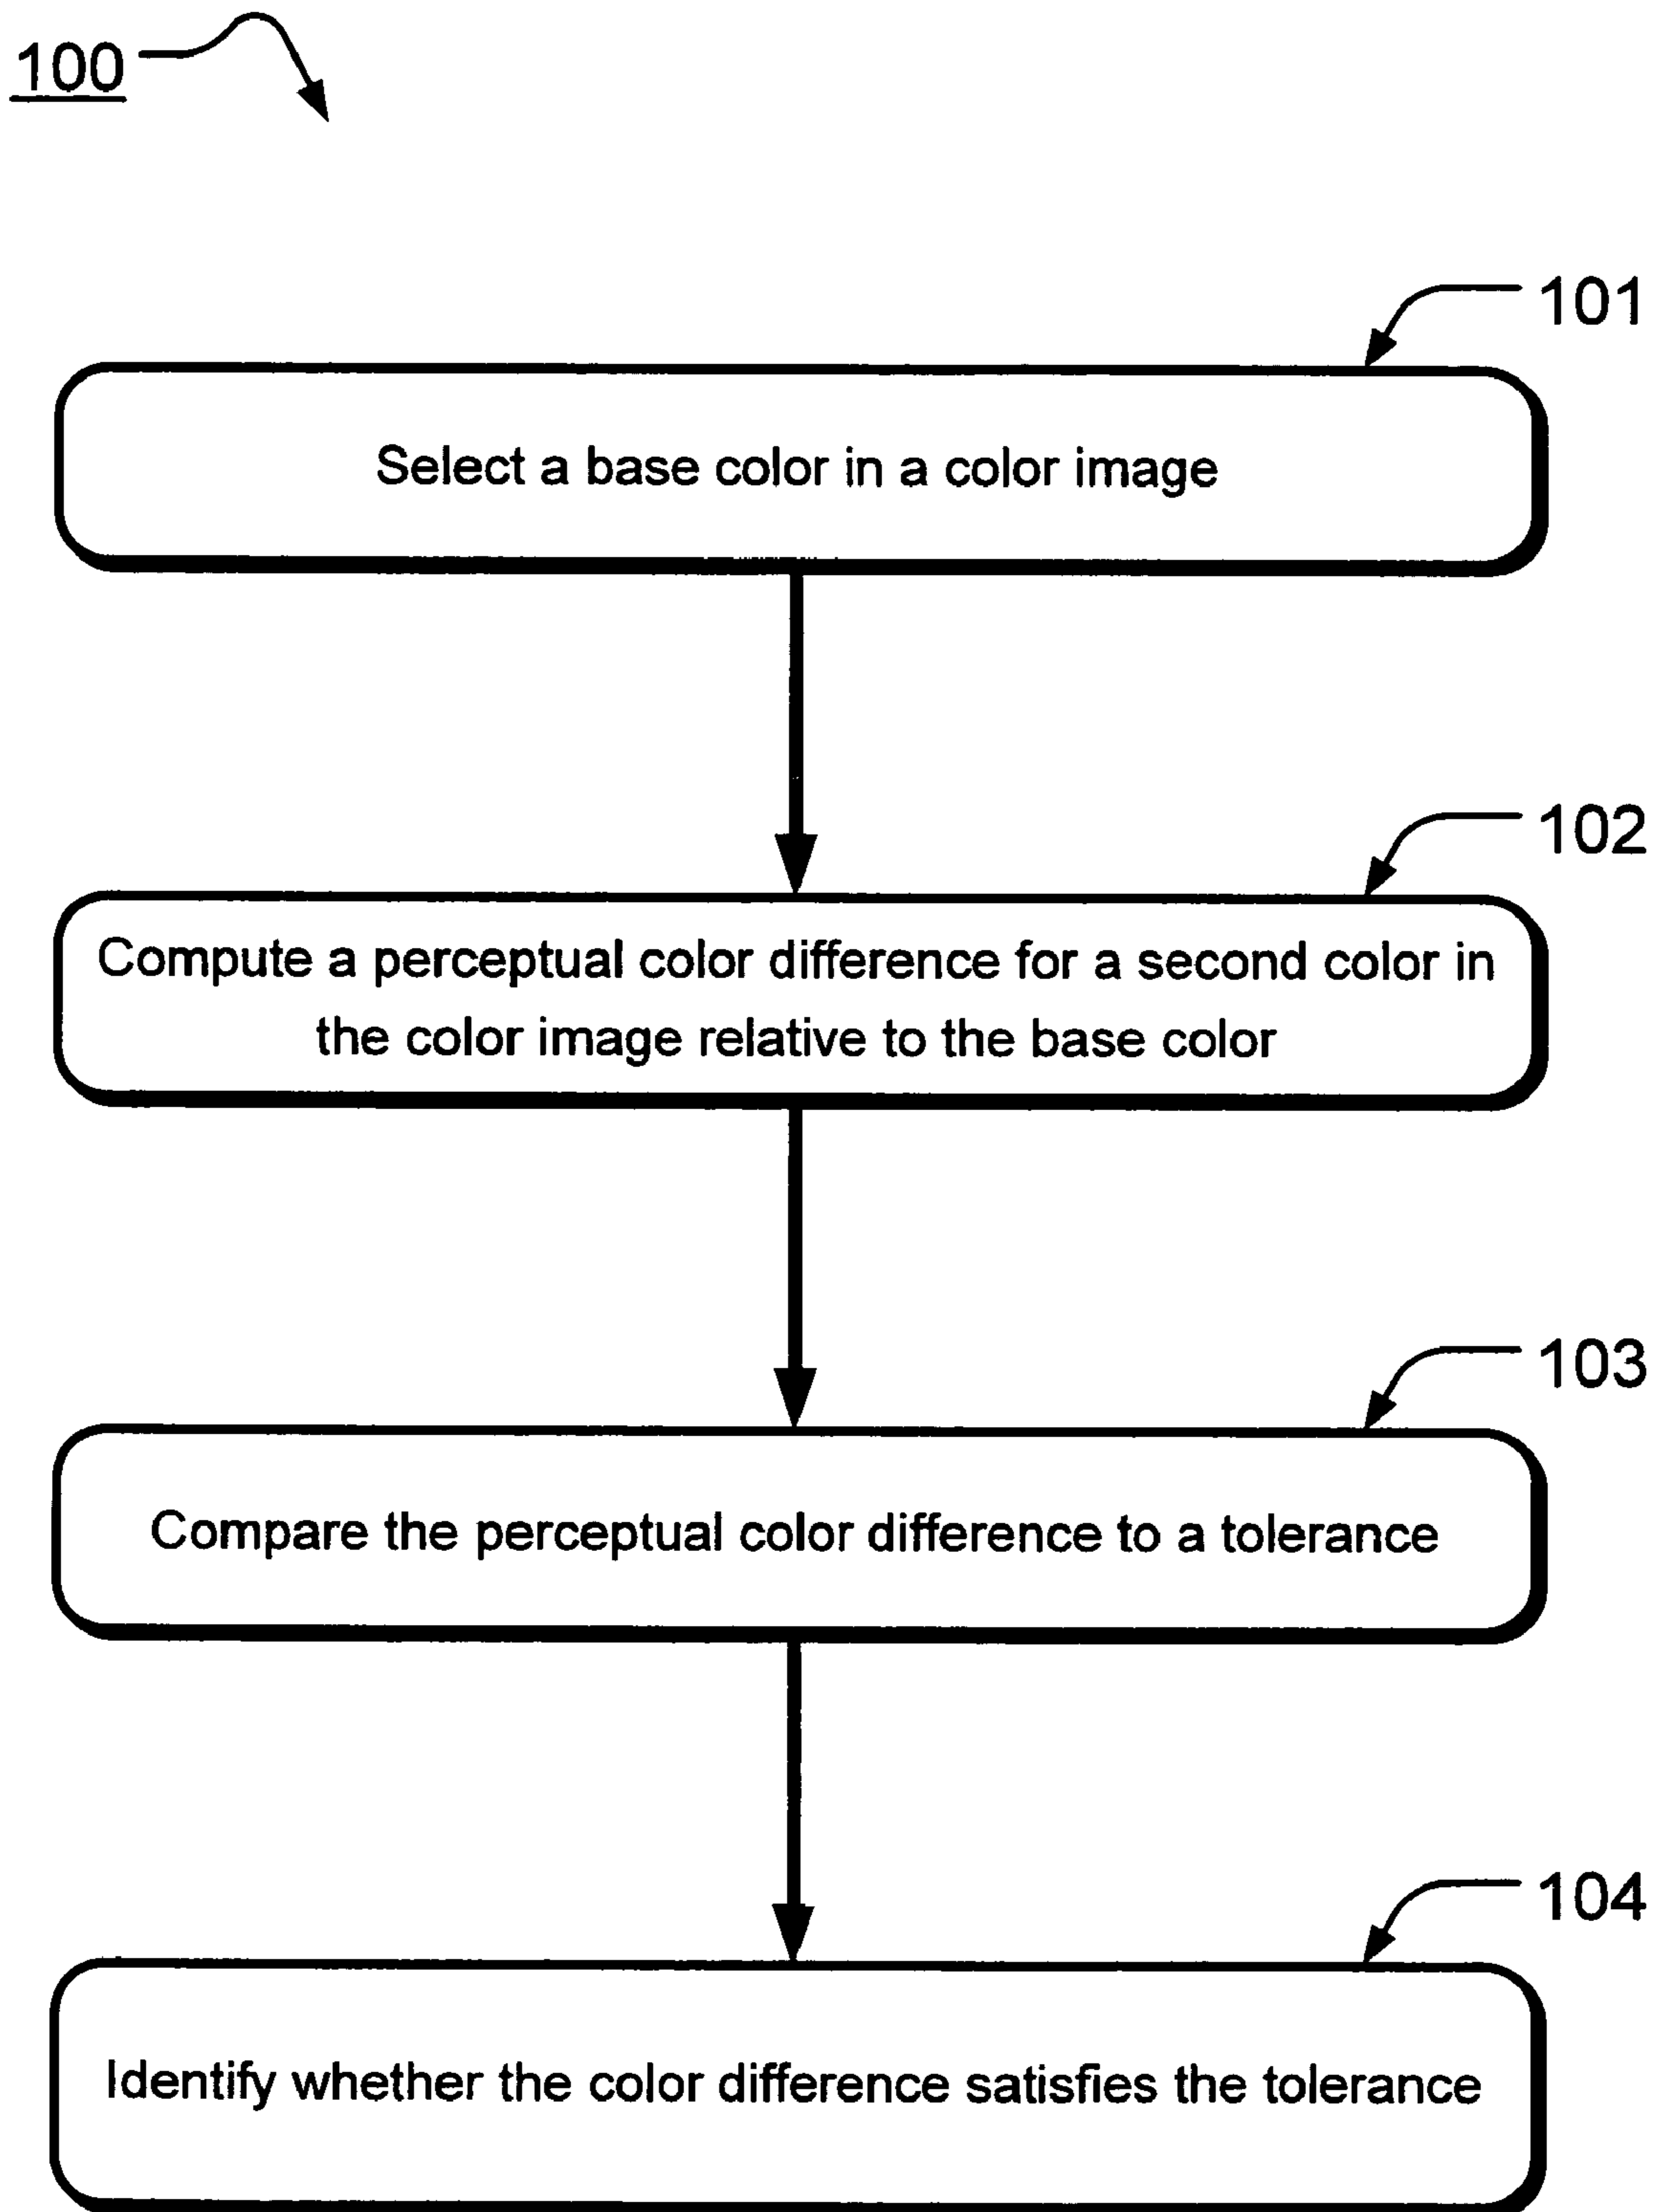 100
101
Select a base color in a color image
102
Compute a perceptual color difference for a second color in
the color image relative to the base color
103
Compare the perceptual color difference to a tolerance
104
Identify whether the color difference satisfies the tolerance